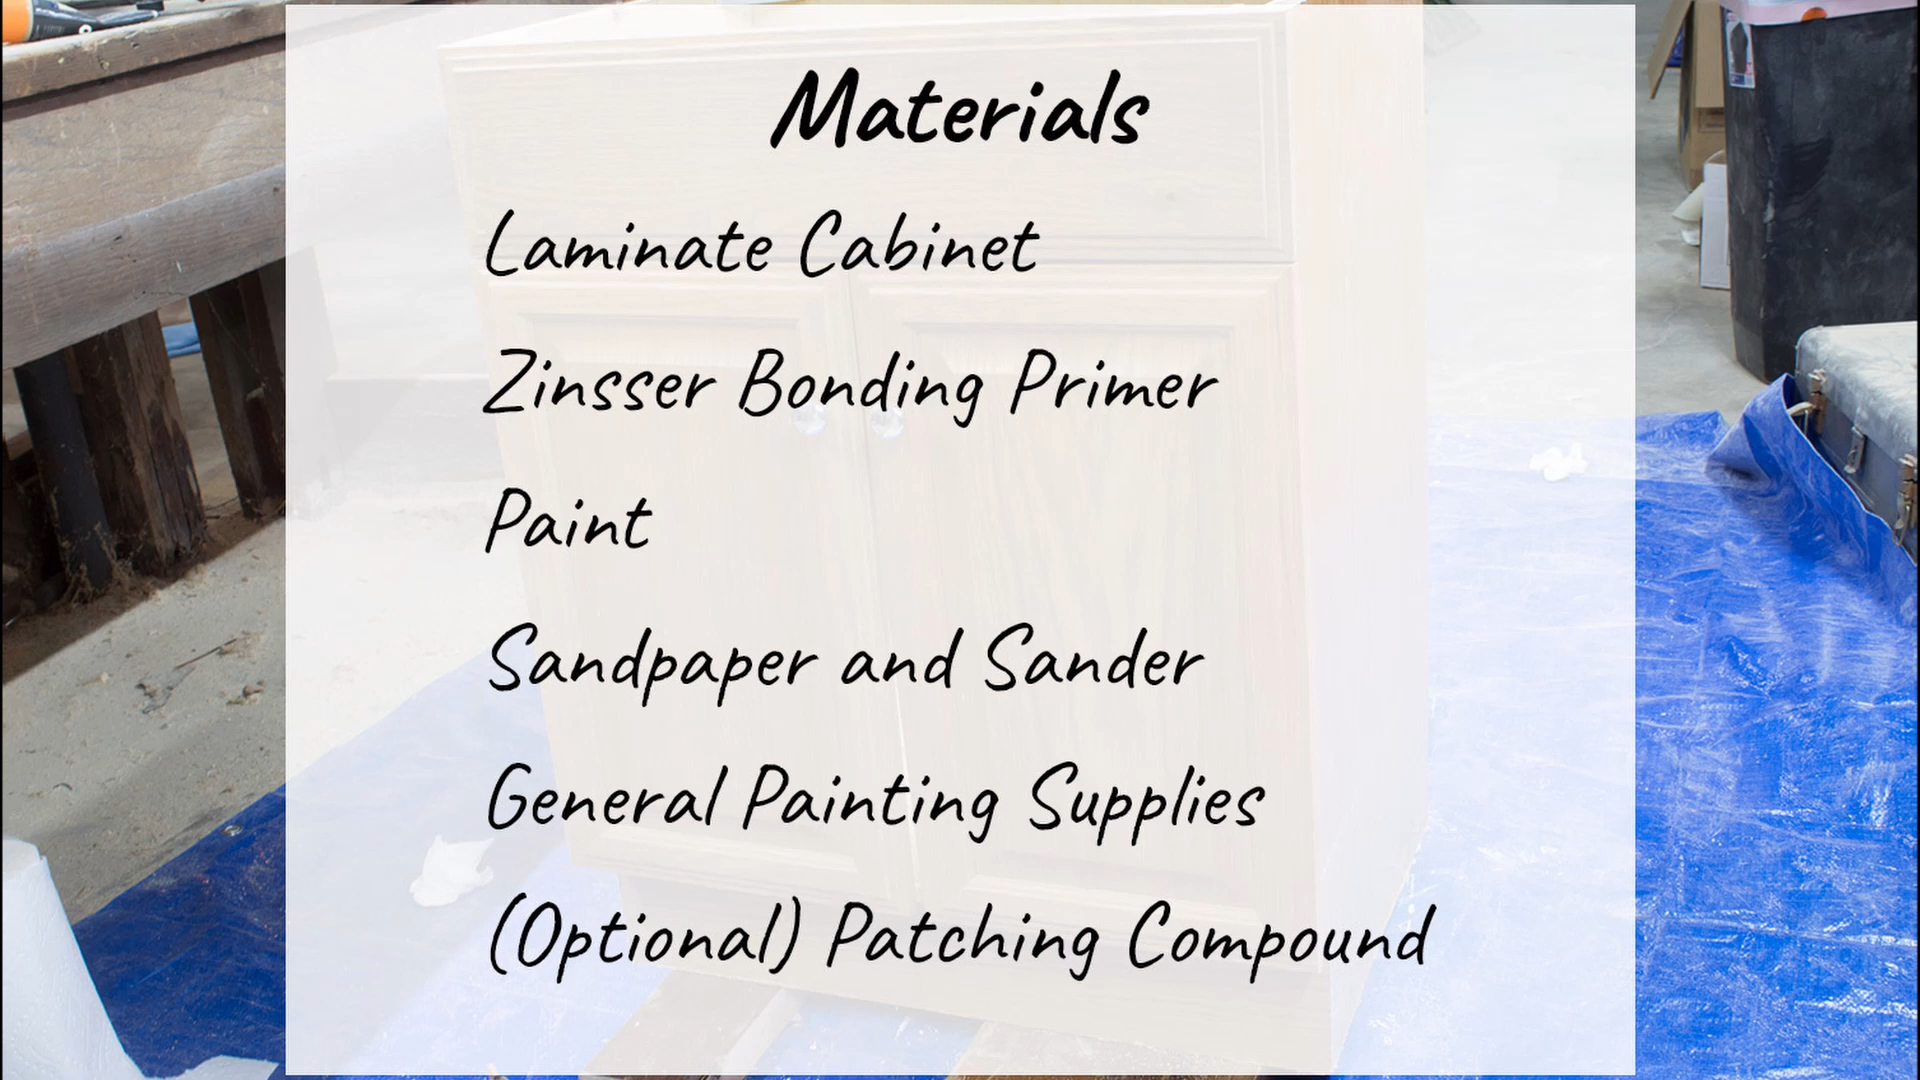 Materials
Laminate Cabinet
Zinsser Bonding Primer
Paint
Sandpaper and Sander
General Painting Supplies
(Optional) Patching Compound